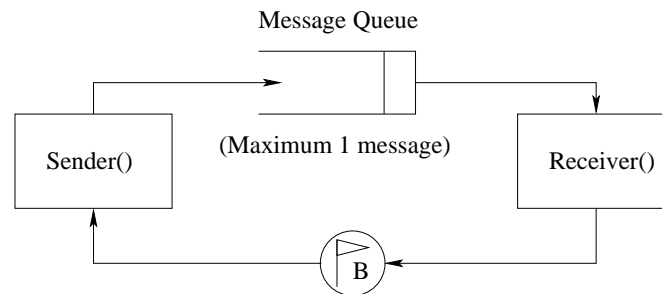 Message Queue
Sender()
(Maximum 1 message)
Receiver()
B